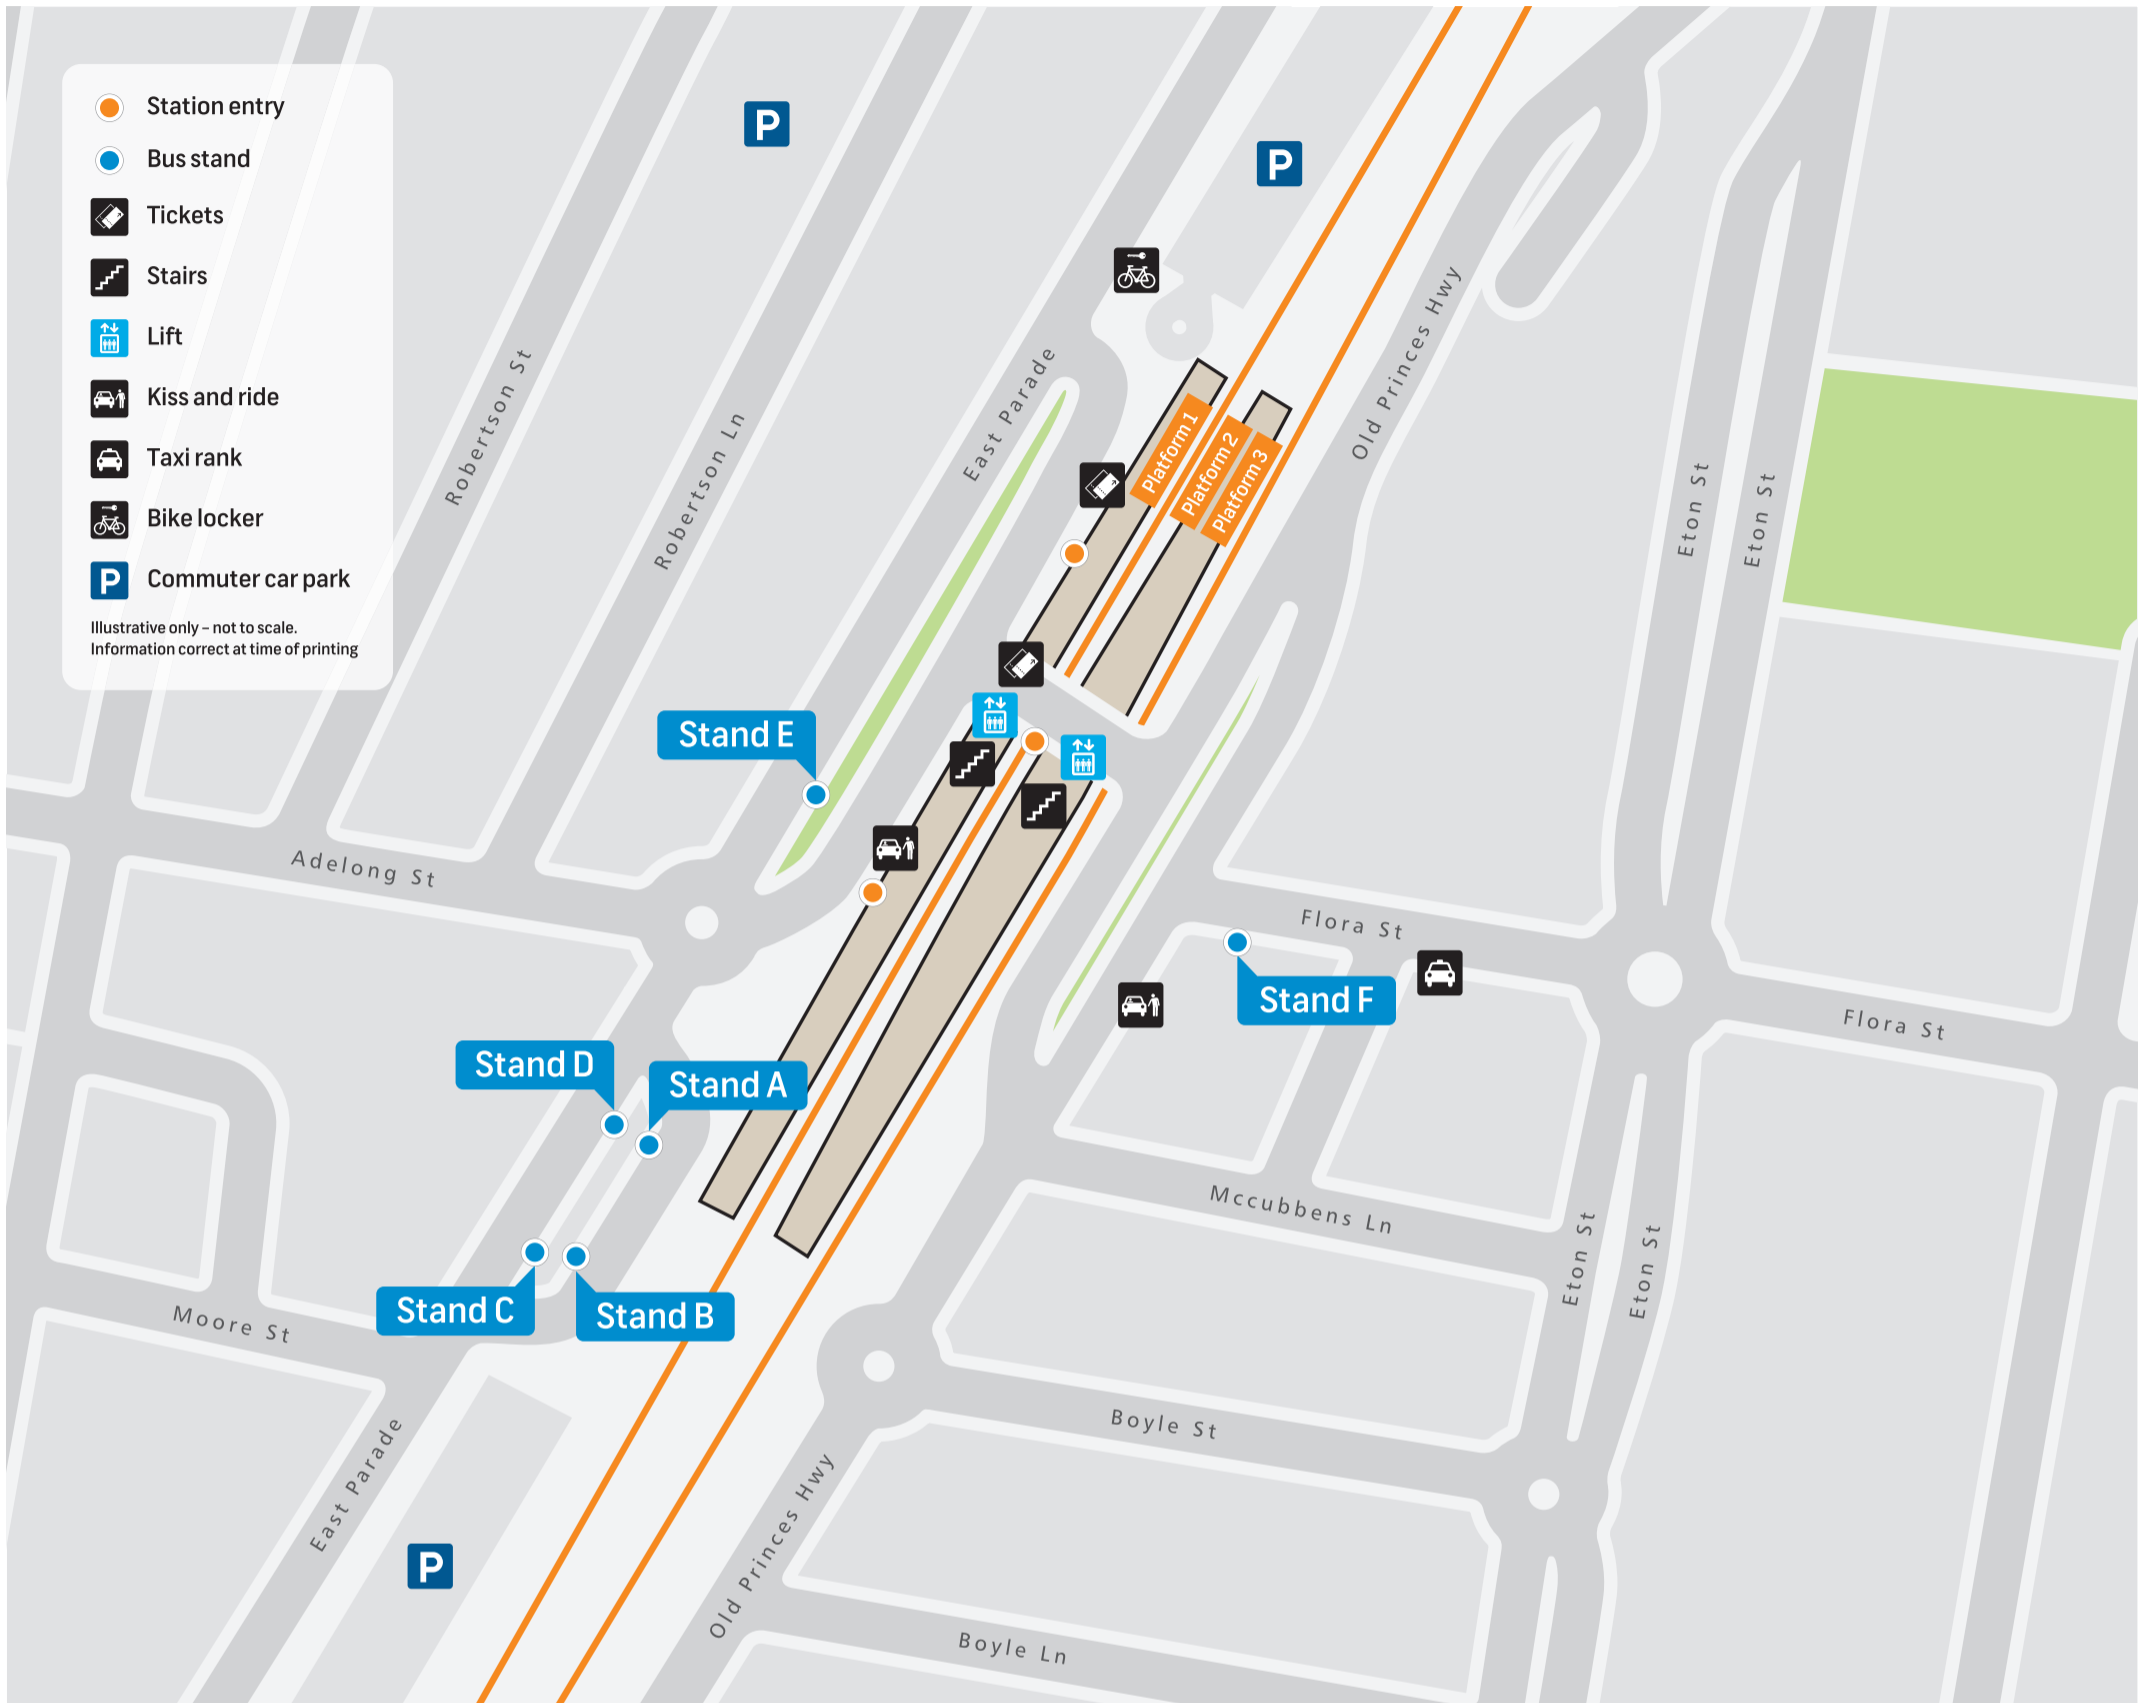 Station entry
Bus stand
Tickets
Stairs
Lift
Kiss and ride
Taxi rank
Bike locker
P Commuter car park
Illustrative only – not to scale.
Information correct at time of printing
P
P
Robertson St
Robertson Ln
East Parade
Old Princes Hwy
Platform 1
Platform 2
Platform 3
Eton St
Eton St
Stand E
Adelong St
Flora St
Stand F
Flora St
Stand D
Stand A
Mccubbens Ln
Eton St
Eton St
Stand C
Stand B
Moore St
Boyle St
East Parade
Old Princes Hwy
P
Boyle Ln